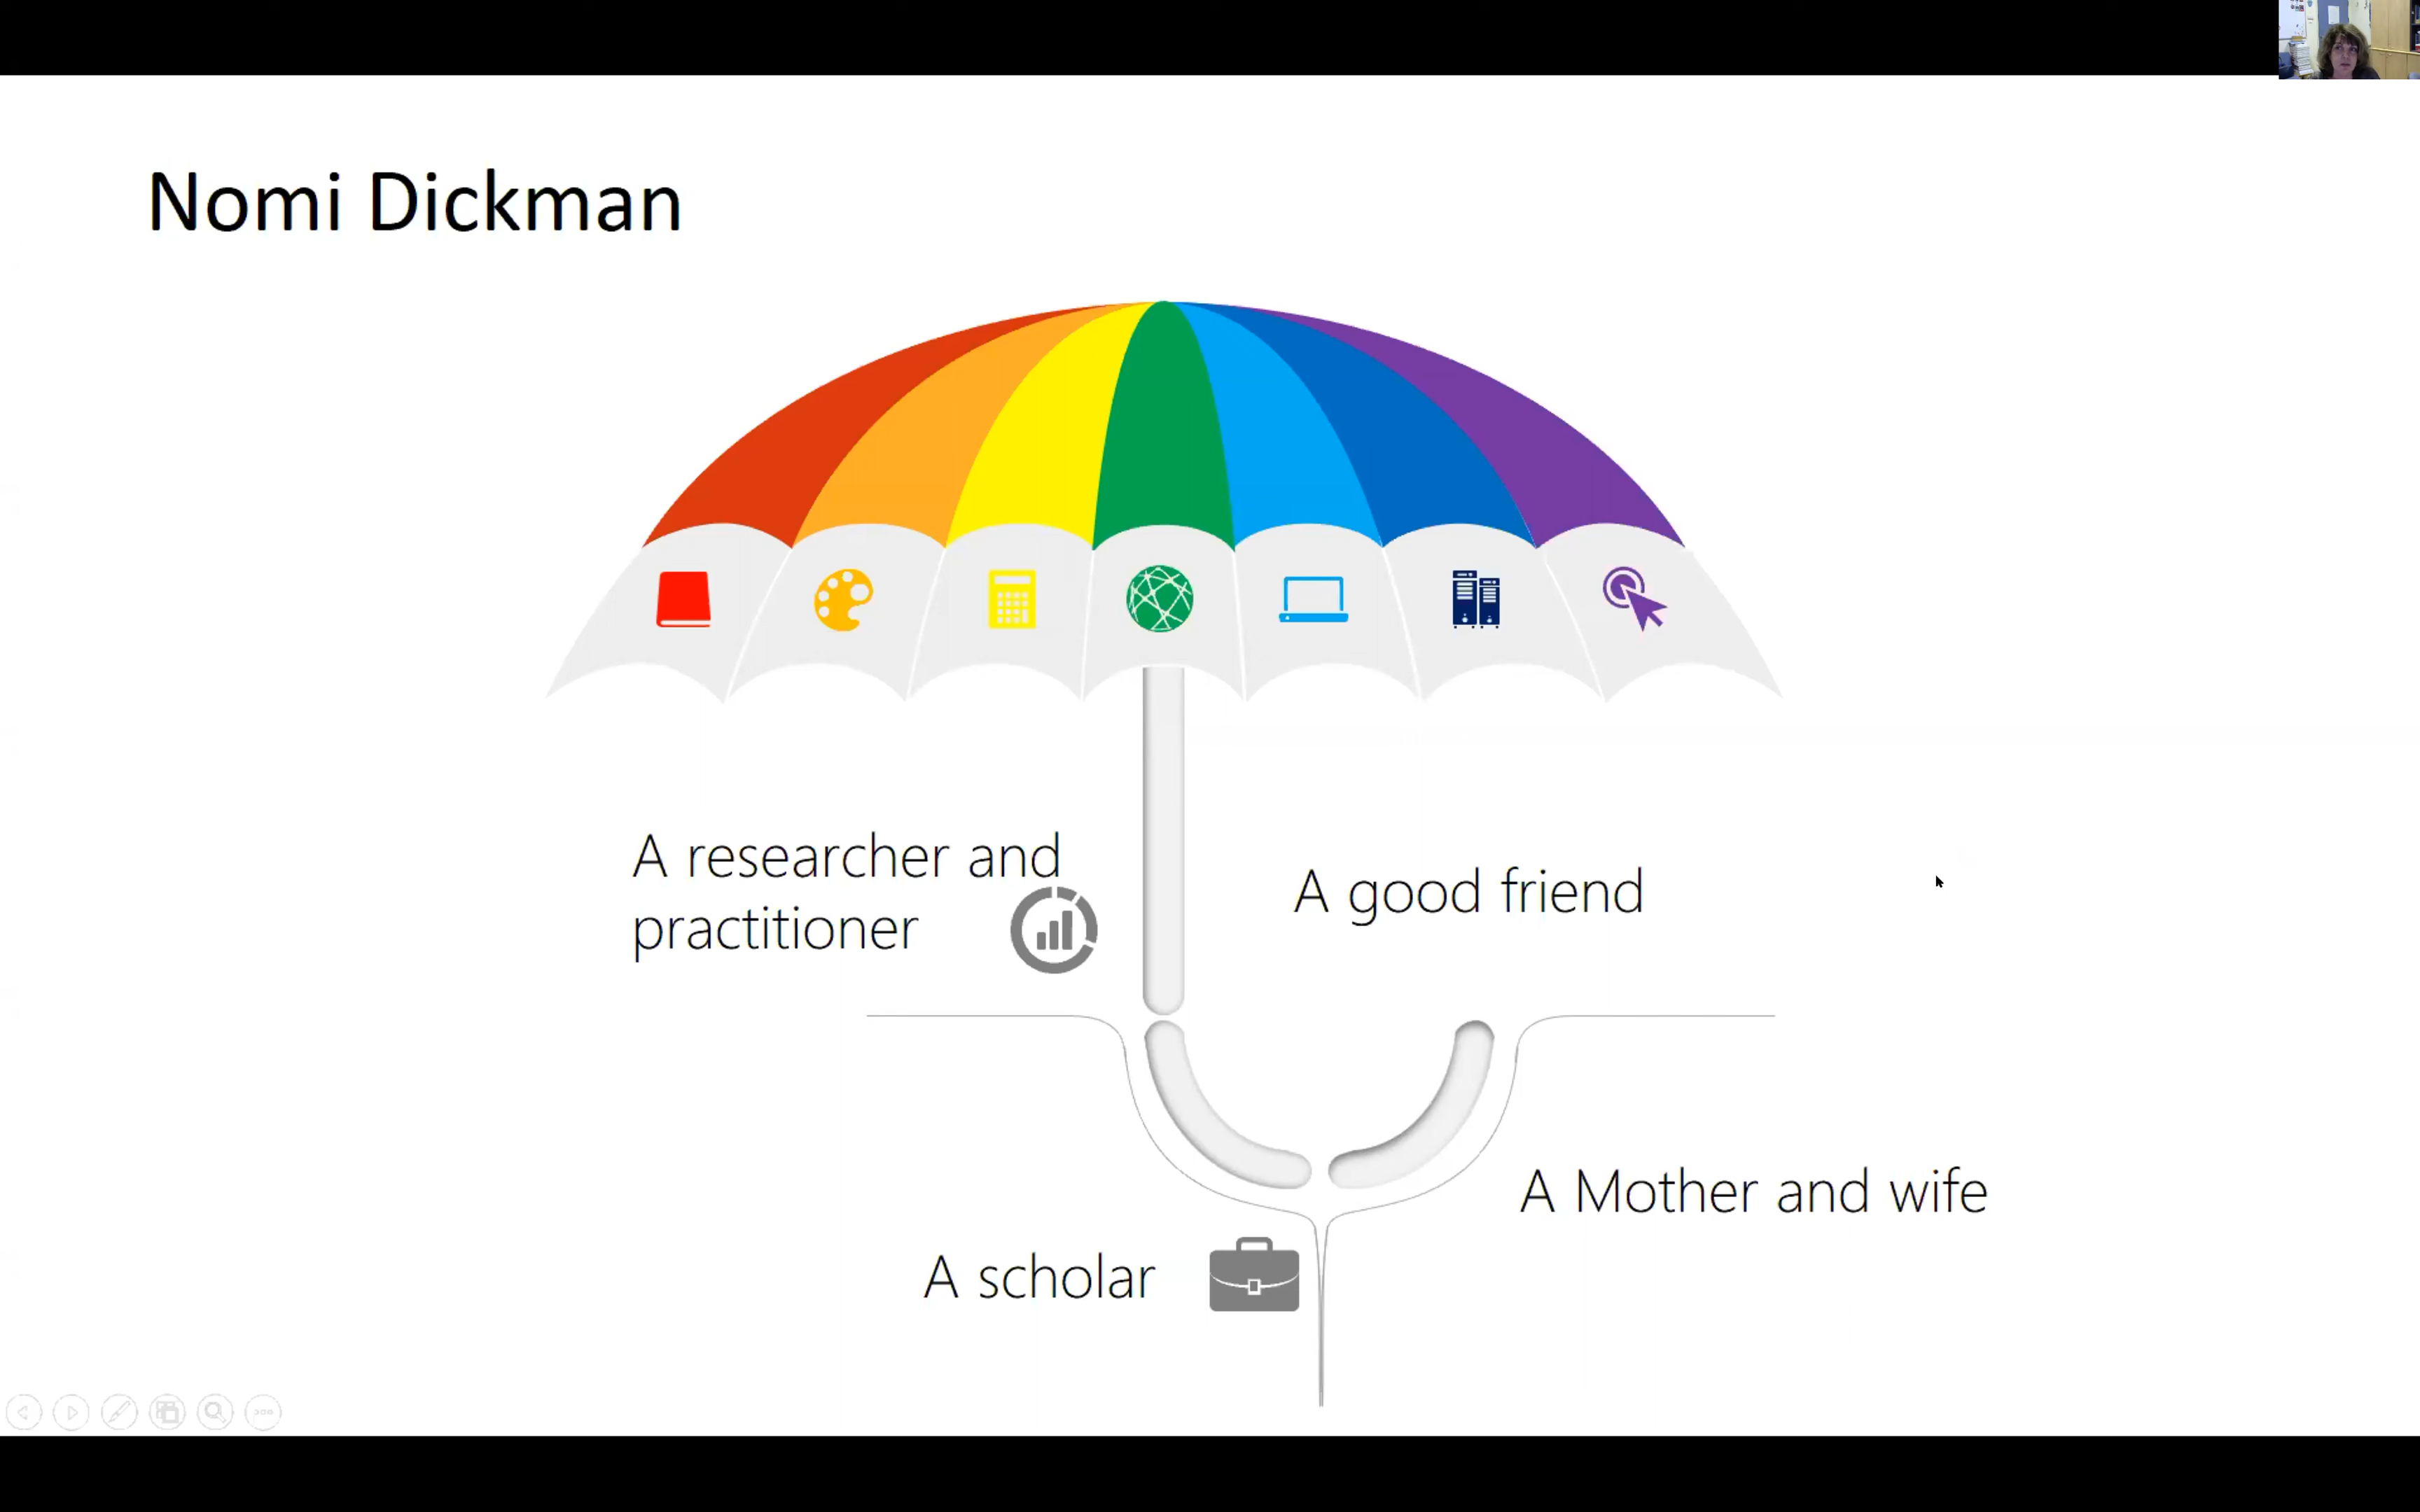 Nomi Dickman
A researcher and
practitioner
A good friend
A Mother and wife
A scholar